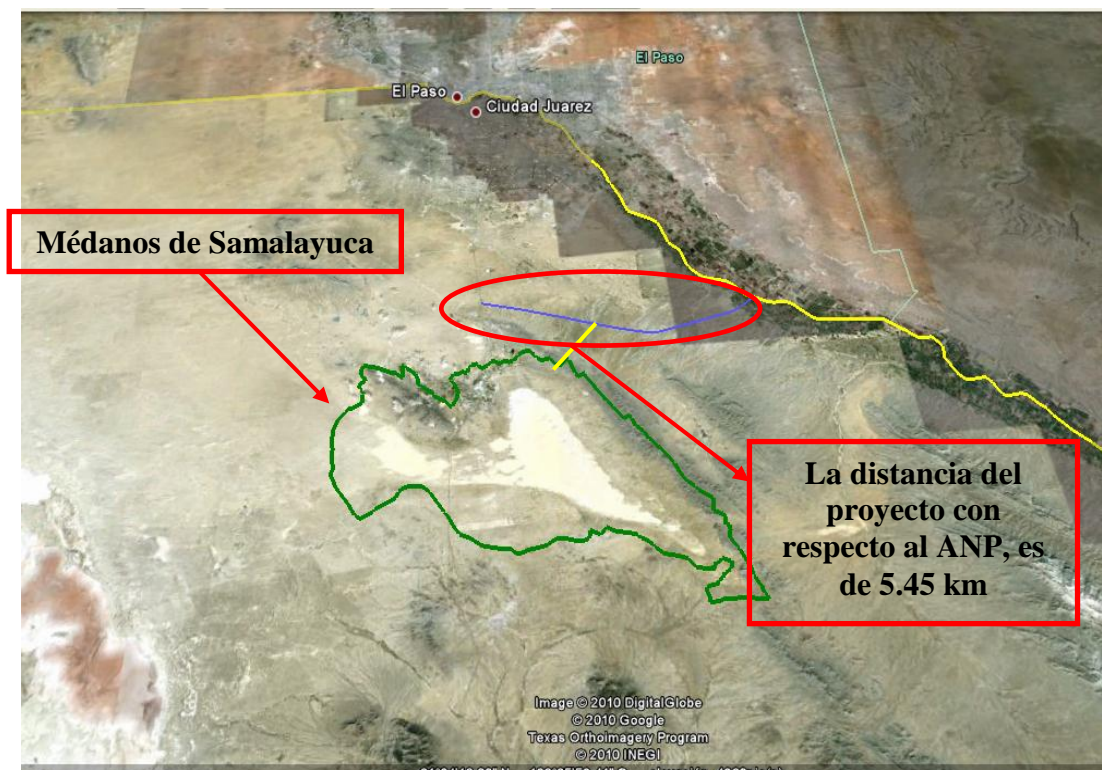 El Paso
El Paso
Ciudad Juarez
Médanos de Samalayuca
La distancia del
proyecto con
respecto al ANP, es
de 5.45 km
Image © 2010 DigitalGlobe
© 2010 Google
Texas Orthoimagery Program
© 2010 INEGI